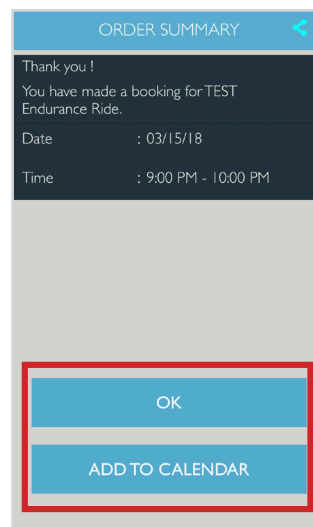 ORDER SUMMARY
Thank you !
You have made a booking for TEST
Endurance Ride.
Date : 03/15/18
Time : 9:00 PM - 10:00 PM
OK
ADD TO CALENDAR